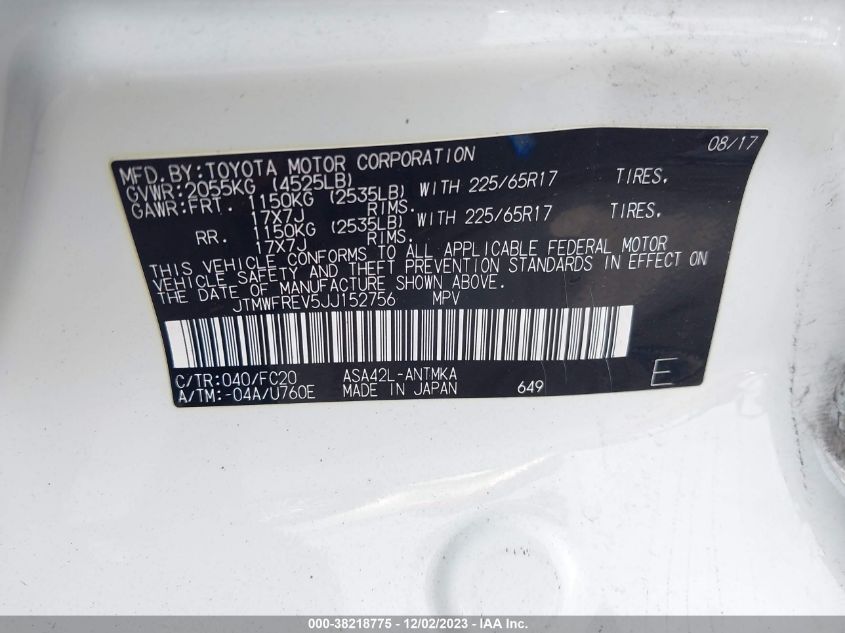 08/17
MFD.BY:TOYOTA MOTOR CORPORATION
GVWR:2055KG (4525LB)
GAWR:FRT. 1150KG (2535LB) WITH 225/65R17 TIRES,
17X7J RIMS.
RR. 1150KG (2535LB) WITH 225/65R17 TIRES,
17X7J RIMS.
THIS VEHICLE CONFORMS TO ALL APPLICABLE FEDERAL MOTOR
VEHICLE SAFETY AND THEFT PREVENTION STANDARDS IN EFFECT ON
THE DATE OF MANUFACTURE SHOWN ABOVE.
JTMWFREV5JJ152756 MPV
C/TR:040/FC20 ASA42L-ANTMKA
A/TM:-04A/U760E MADE IN JAPAN 649 E
000-38218775 - 12/02/2023 - IAA Inc.